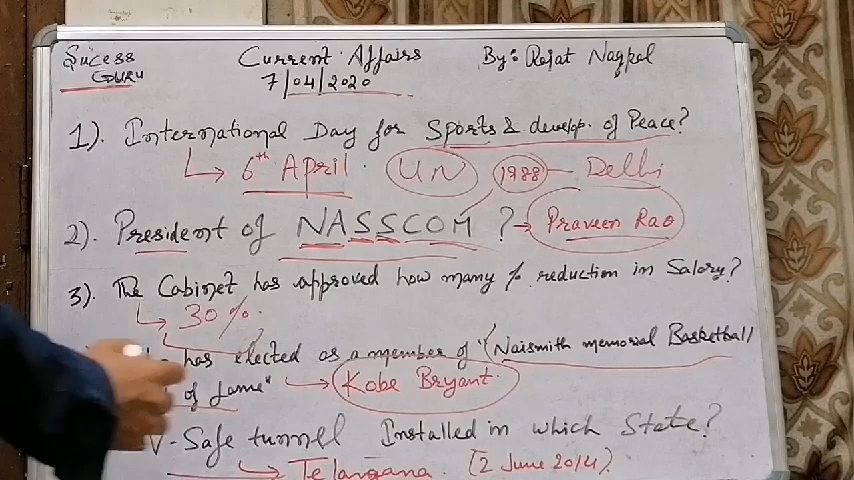 Sucess Current Affairs By: Rajat Nagpal
GURU 7/04/2020
1). International Day for Sports & develop. of Peace?
6th April. UN 1988 Delhi
2). President of NASSCOM? Praveen Rao
3). The Cabinet has approved how many % reduction in Salary?
30%.
has elected as a member of "(Naismith memorial Basketball
of fame" Kobe Bryant.
V-Safe tunnel Installed in which State?
Telangana. [2 June 2014]